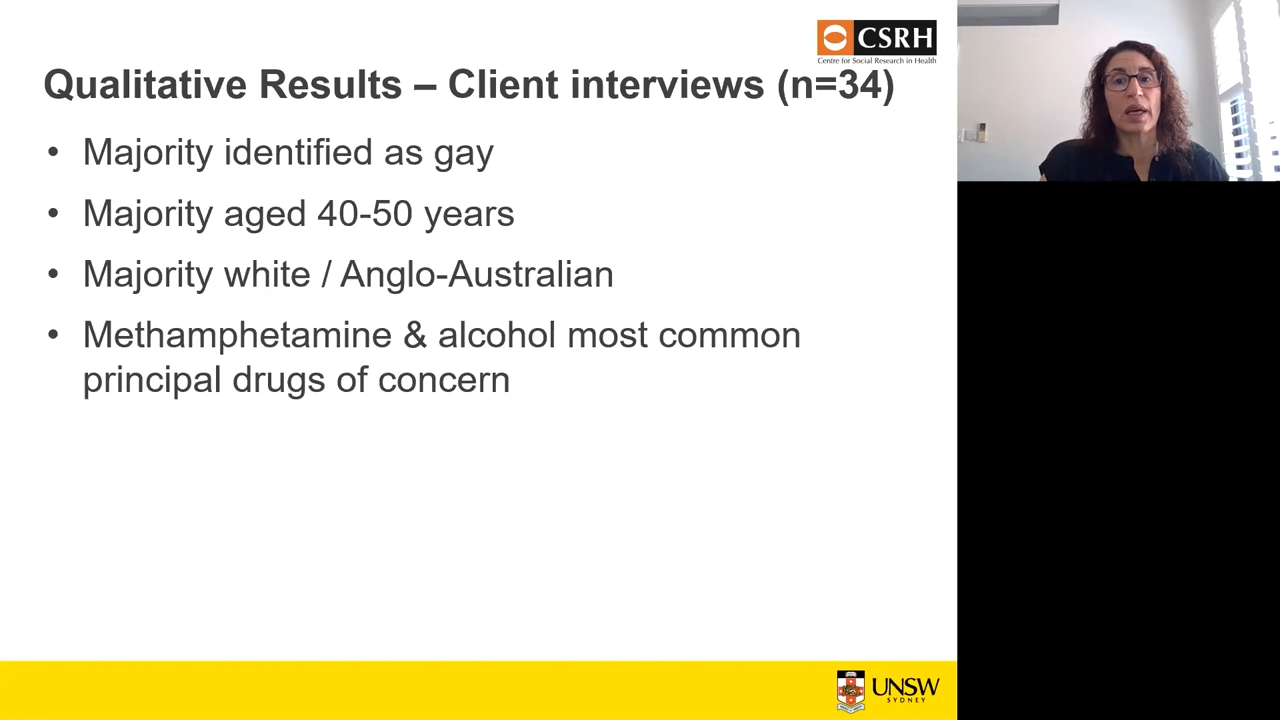 CSRH
Centre for Social Research in Health
Qualitative Results – Client interviews (n=34)
• Majority identified as gay
• Majority aged 40-50 years
• Majority white / Anglo-Australian
• Methamphetamine & alcohol most common
principal drugs of concern
UNSW
SYDNEY